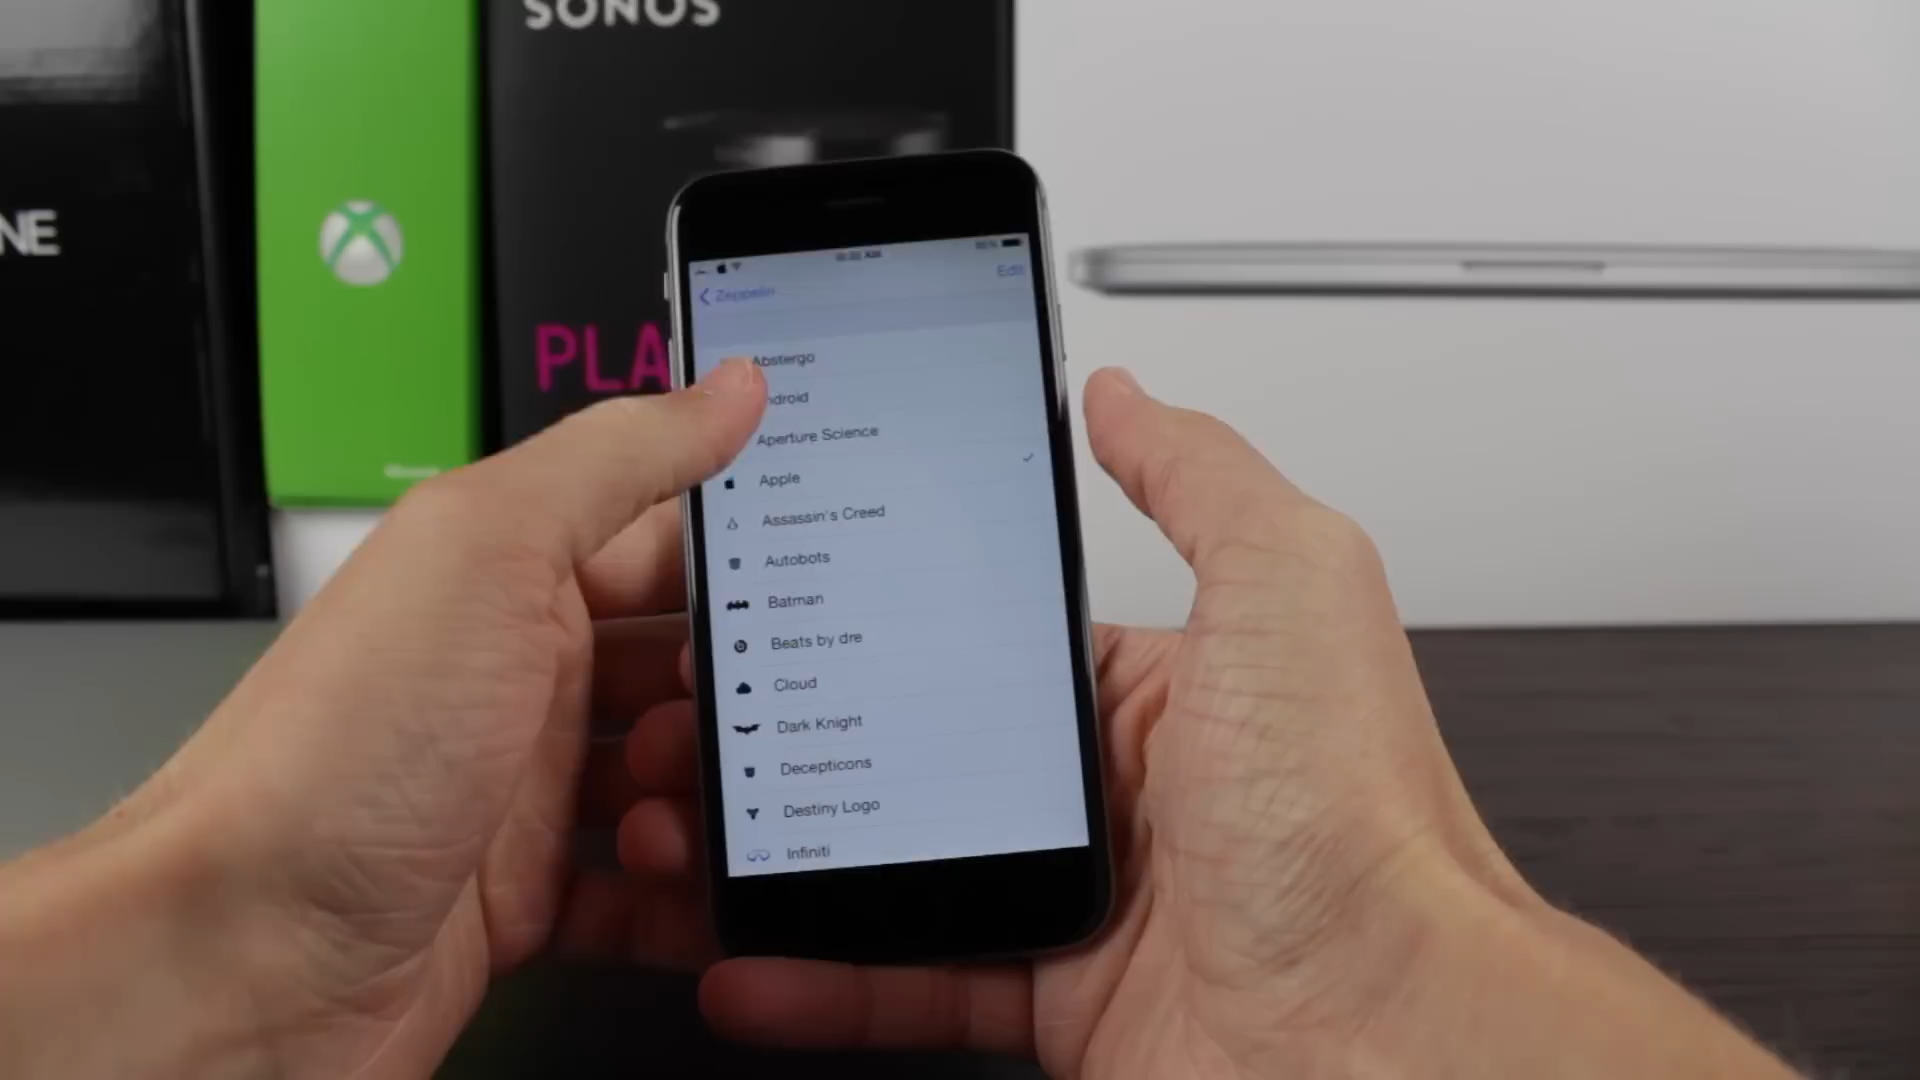 SONOS
NE
PLA
Zeppelin
Edit
Abstergo
ndroid
Aperture Science
Apple
Assassin's Creed
Autobots
Batman
Beats by dre
Cloud
Dark Knight
Decepticons
Destiny Logo
Infiniti